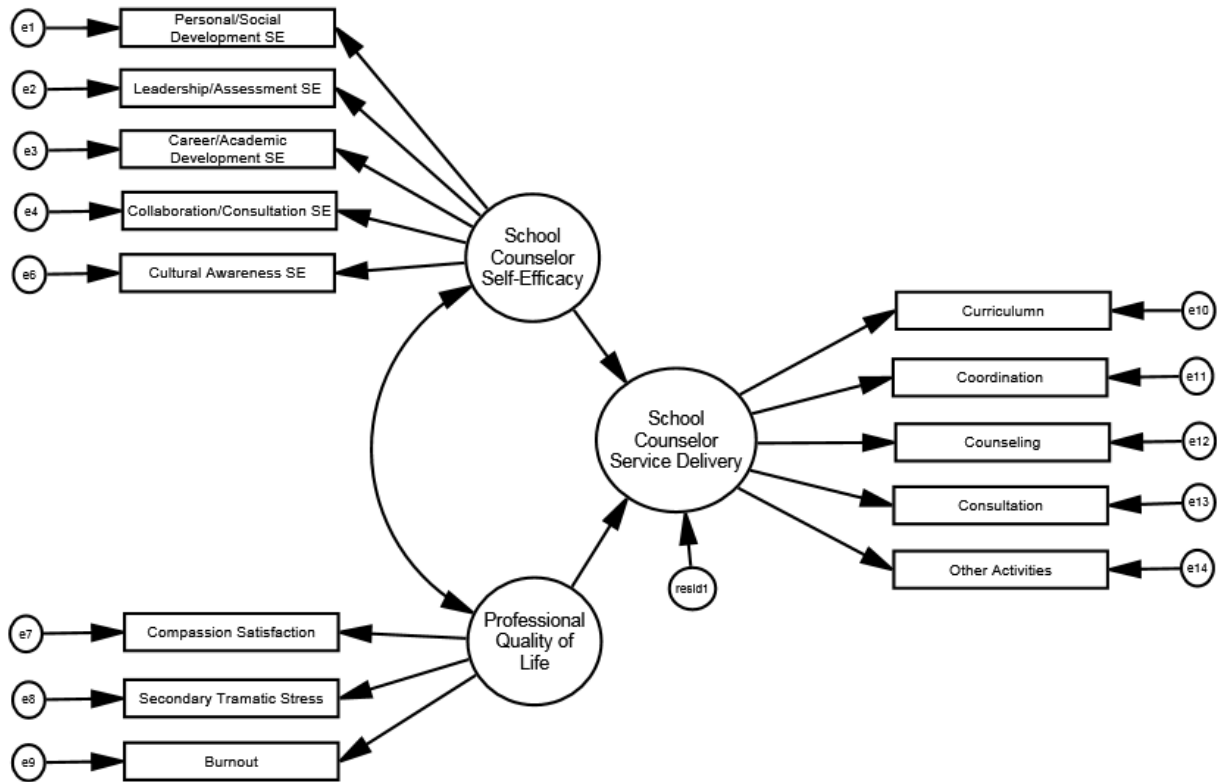 e1
Personal/Social
Development SE
e2
Leadership/Assessment SE
e3
Career/Academic
Development SE
e4
Collaboration/Consultation SE
e6
Cultural Awareness SE
School
Counselor
Self-Efficacy
School
Counselor
Service Delivery
resid1
Curriculumn
e10
Coordination
e11
Counseling
e12
Consultation
e13
Other Activities
e14
Professional
Quality of
Life
e7
Compassion Satisfaction
e8
Secondary Tramatic Stress
e9
Burnout